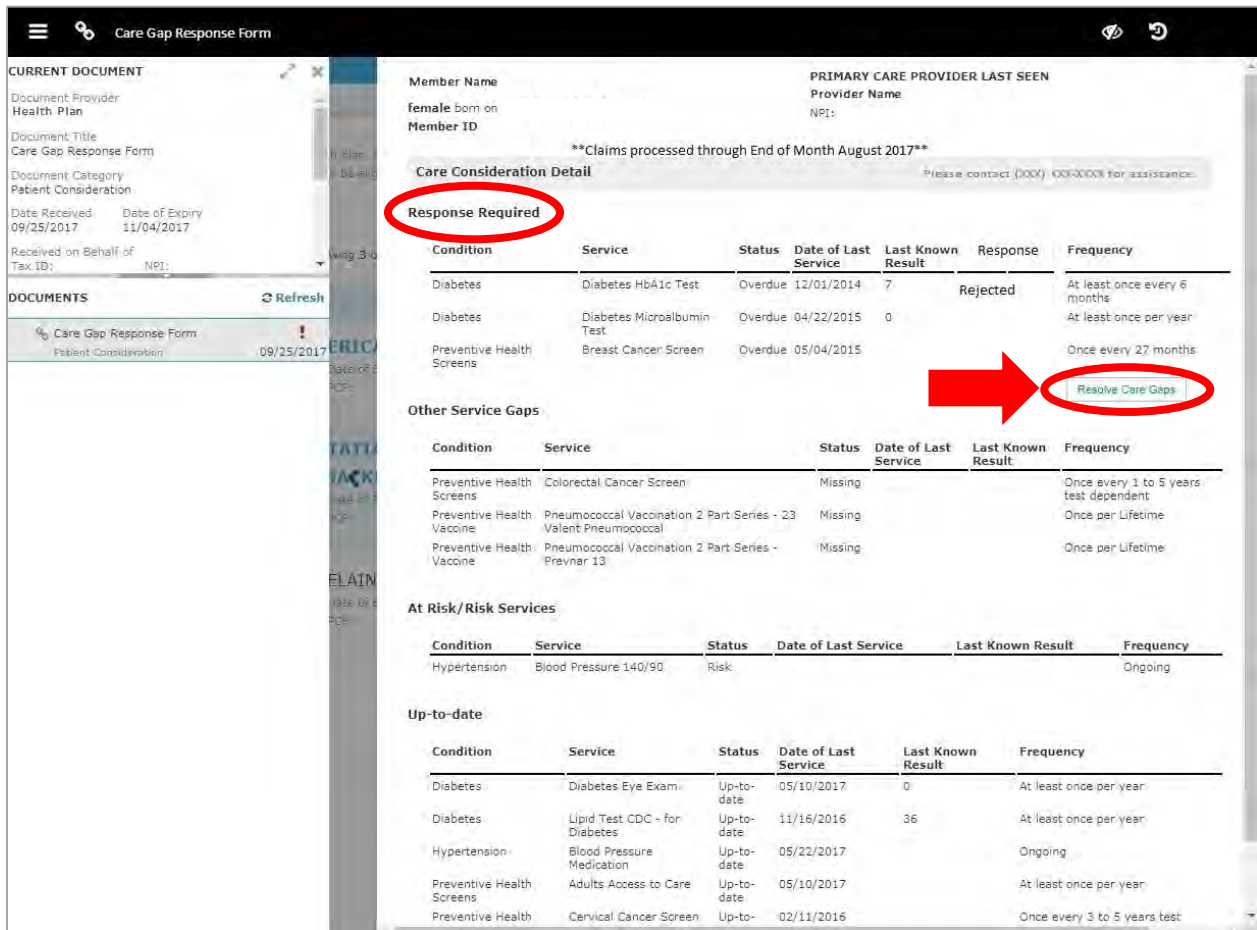 Care Gap Response Form
CURRENT DOCUMENT
Document Provider
Health Plan
Document Title
Care Gap Response Form
Document Category
Patient Consideration
Date Received Date of Expiry
09/25/2017 11/04/2017
Received on Behalf of
Tax ID: NPI:
DOCUMENTS Refresh
Care Gap Response Form !
Patient Consideration 09/25/2017
wing 3 o
ERICA
Date of B
PCP:
TATIA
JACK
PCP:
ELAIN
Date of B
PCP:
Member Name
female born on
Member ID
PRIMARY CARE PROVIDER LAST SEEN
Provider Name
NPI:
**Claims processed through End of Month August 2017**
Care Consideration Detail Please contact (XXX) XXX-XXXX for assistance.
Response Required
Condition Service Status Date of Last Service Last Known Result Response Frequency
Diabetes Diabetes HbA1c Test Overdue 12/01/2014 7 Rejected At least once every 6
months
Diabetes Diabetes Microalbumin Overdue 04/22/2015 0 At least once per year
Test
Preventive Health Breast Cancer Screen Overdue 05/04/2015 Once every 27 months
Screens
Resolve Care Gaps
Other Service Gaps
Condition Service Status Date of Last Service Last Known Result Frequency
Preventive Health Colorectal Cancer Screen Missing Once every 1 to 5 years
Screens test dependent
Preventive Health Pneumococcal Vaccination 2 Part Series - 23 Missing Once per Lifetime
Vaccine Valent Pneumococcal
Preventive Health Pneumococcal Vaccination 2 Part Series - Missing Once per Lifetime
Vaccine Prevnar 13
At Risk/Risk Services
Condition Service Status Date of Last Service Last Known Result Frequency
Hypertension Blood Pressure 140/90 Risk Ongoing
Up-to-date
Condition Service Status Date of Last Service Last Known Result Frequency
Diabetes Diabetes Eye Exam Up-to- 05/10/2017 0 At least once per year
date
Diabetes Lipid Test CDC - for Up-to- 11/16/2016 36 At least once per year
Diabetes date
Hypertension Blood Pressure Up-to- 05/22/2017 Ongoing
Medication date
Preventive Health Adults Access to Care Up-to- 05/10/2017 At least once per year
Screens date
Preventive Health Cervical Cancer Screen Up-to- 02/11/2016 Once every 3 to 5 years test